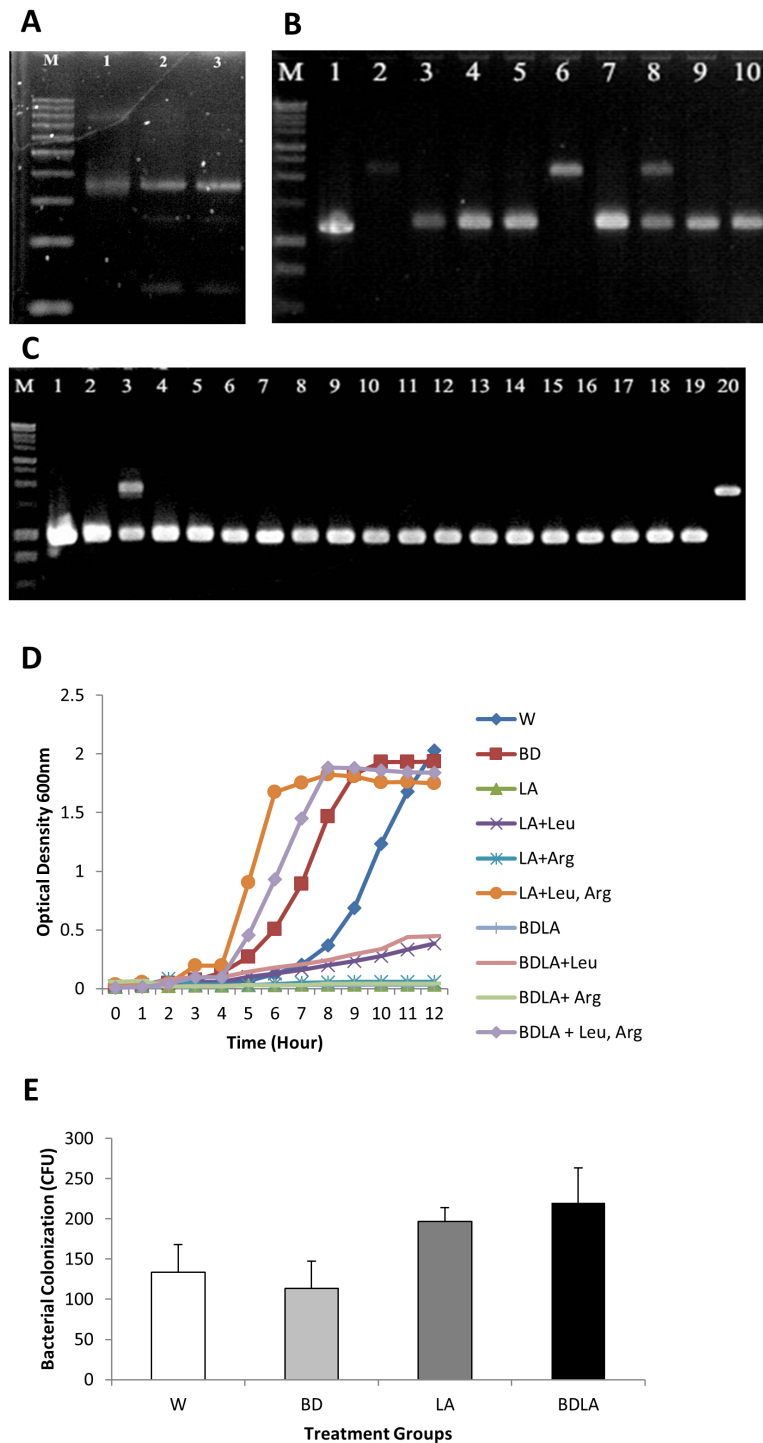 A
M 1 2 3
B
M 1 2 3 4 5 6 7 8 9 10
C
M 1 2 3 4 5 6 7 8 9 10 11 12 13 14 15 16 17 18 19 20
D
2.5
2
1.5
1
0.5
0
Optical Desnsity 600nm
0 1 2 3 4 5 6 7 8 9 10 11 12
Time (Hour)
W
BD
LA
LA+Leu
LA+Arg
LA+Leu, Arg
BDLA
BDLA+Leu
BDLA+ Arg
BDLA + Leu, Arg
E
300
250
200
150
100
50
0
Bacterial Colonization (CFU)
W BD LA BDLA
Treatment Groups